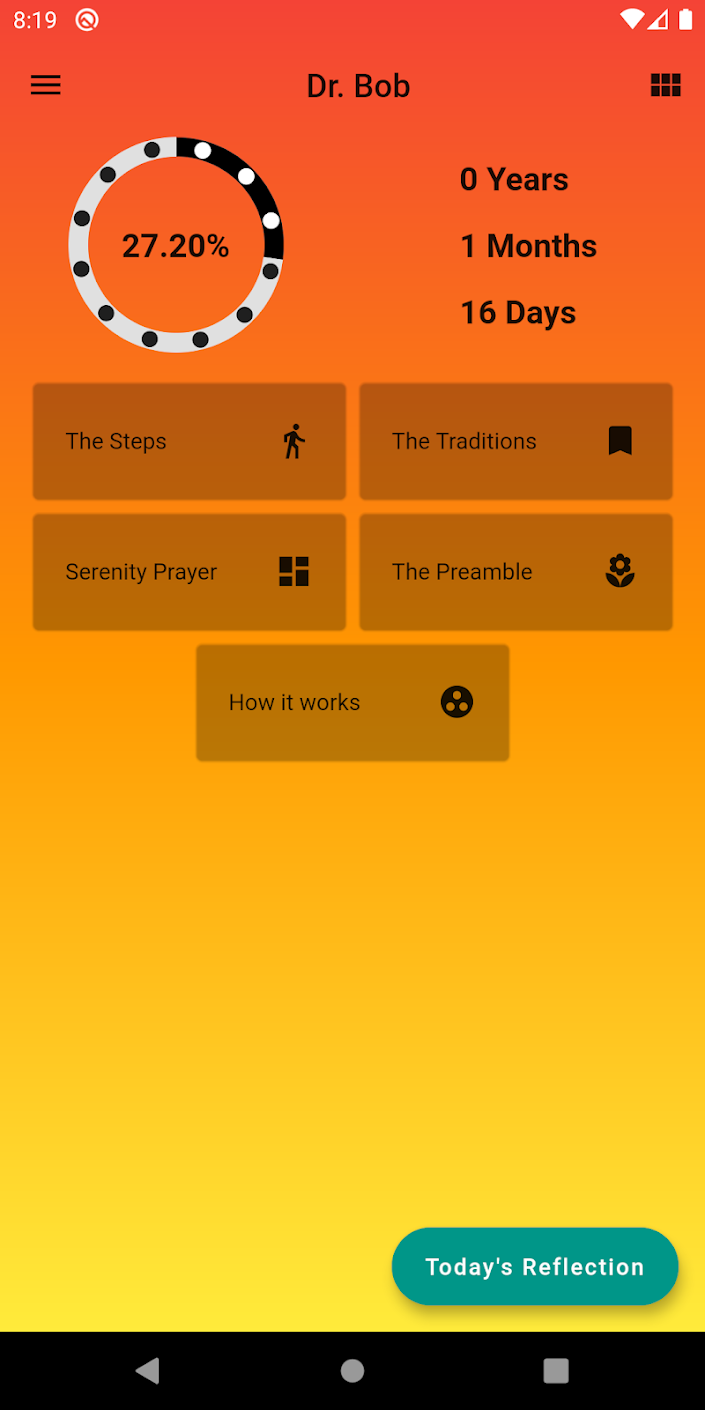 8:19
Dr. Bob
27.20%
0 Years
1 Months
16 Days
The Steps
The Traditions
Serenity Prayer
The Preamble
How it works
Today's Reflection